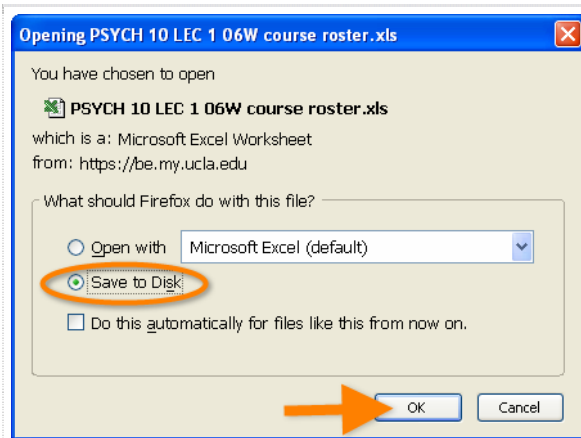 Opening PSYCH 10 LEC 1 06W course roster.xls
You have chosen to open
PSYCH 10 LEC 1 06W course roster.xls
which is a: Microsoft Excel Worksheet
from: https://be.my.ucla.edu
What should Firefox do with this file?
Open with Microsoft Excel (default)
Save to Disk
Do this automatically for files like this from now on.
OK Cancel